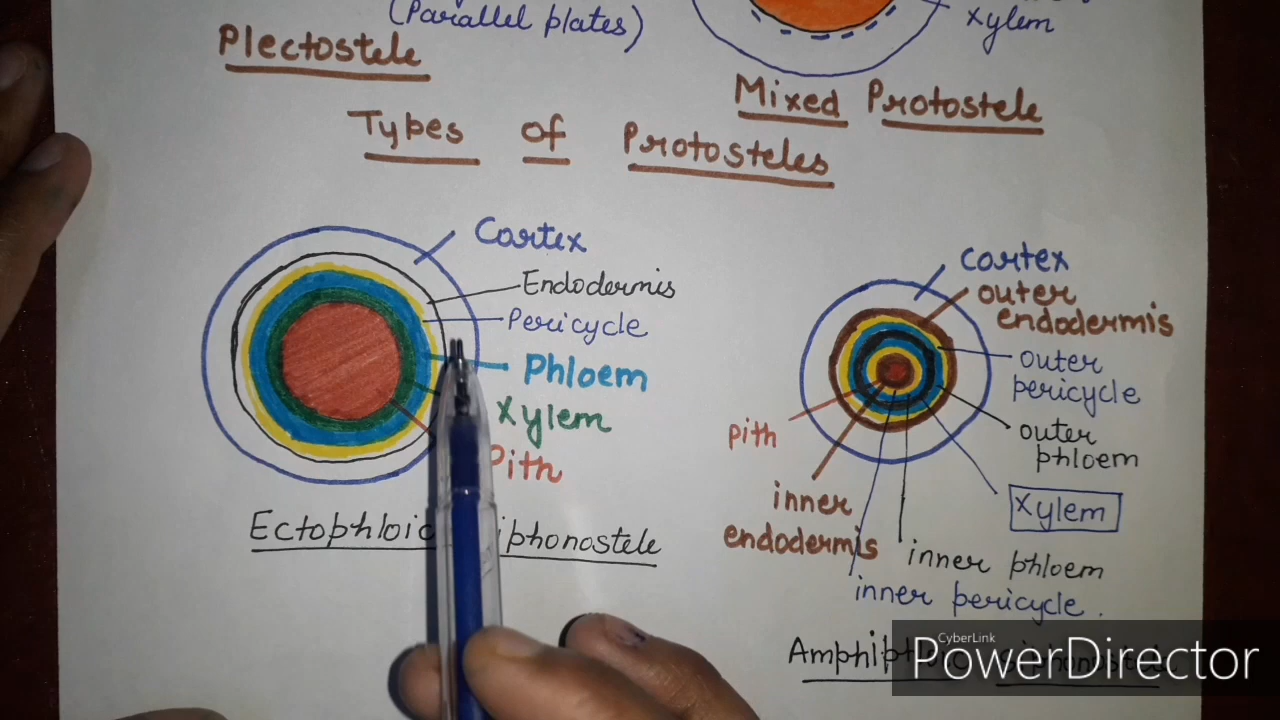 (Parallel plates)
xylem
Plectostele
Mixed Protostele
Types of Protosteles
Cortex
Endodermis
Pericycle
Phloem
Xylem
Pith
Ectophloic
iphonostele
Cortex
outer
endodermis
outer
pericycle
outer
phloem
Xylem
pith
inner
endodermis
inner phloem
inner pericycle.
CyberLink
PowerDirector